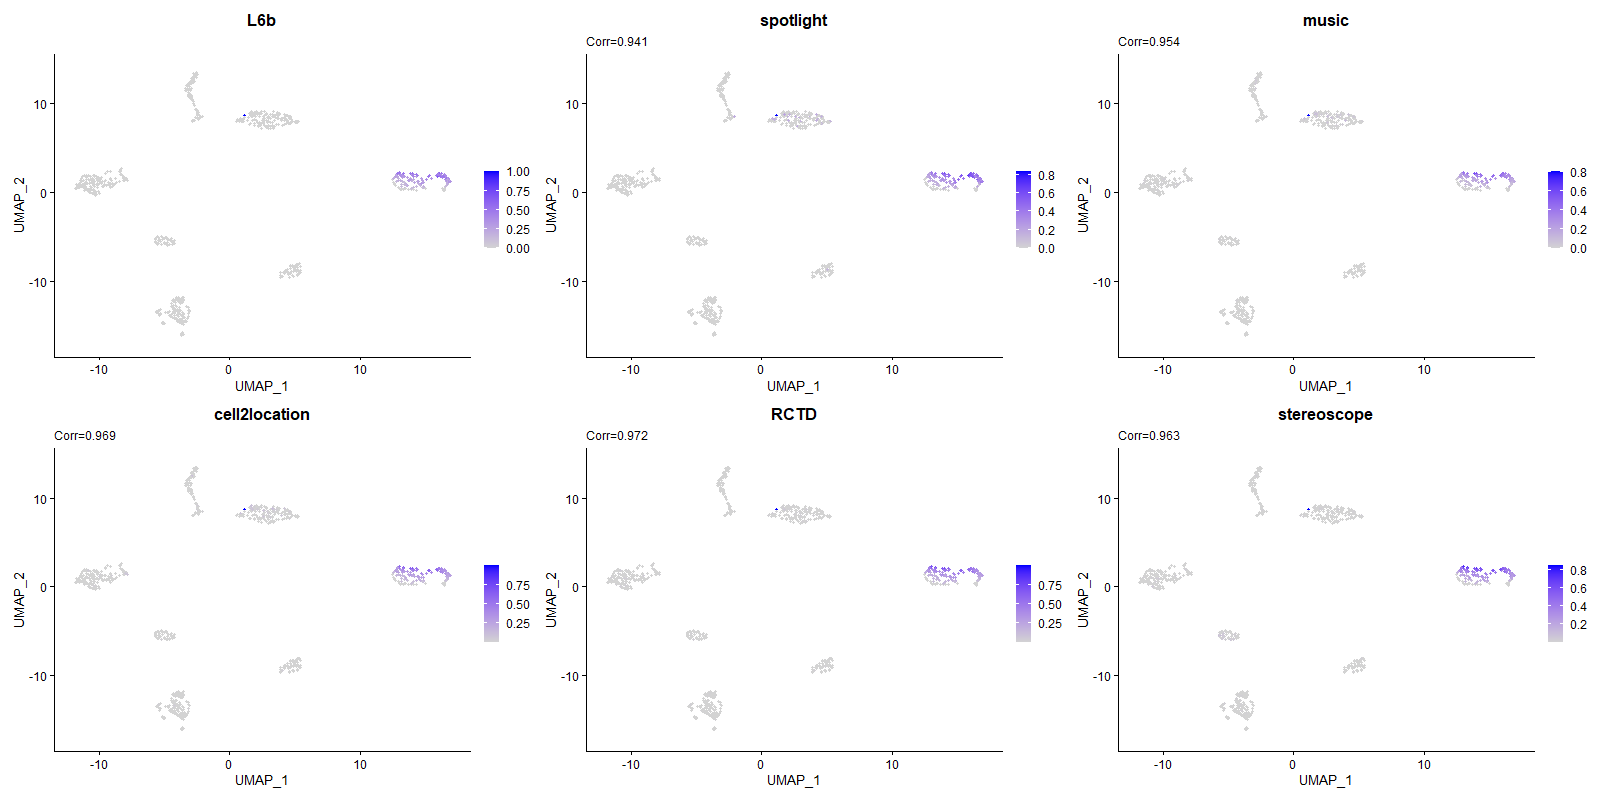 L6b
UMAP_2
10
0
-10
-10
0
10
UMAP_1
1.00
0.75
0.50
0.25
0.00
spotlight
Corr=0.941
UMAP_2
10
0
-10
-10
0
10
UMAP_1
0.8
0.6
0.4
0.2
0.0
music
Corr=0.954
UMAP_2
10
0
-10
-10
0
10
UMAP_1
0.8
0.6
0.4
0.2
0.0
cell2location
Corr=0.969
UMAP_2
10
0
-10
-10
0
10
UMAP_1
0.75
0.50
0.25
RCTD
Corr=0.972
UMAP_2
10
0
-10
-10
0
10
UMAP_1
0.75
0.50
0.25
stereoscope
Corr=0.963
UMAP_2
10
0
-10
-10
0
10
UMAP_1
0.8
0.6
0.4
0.2